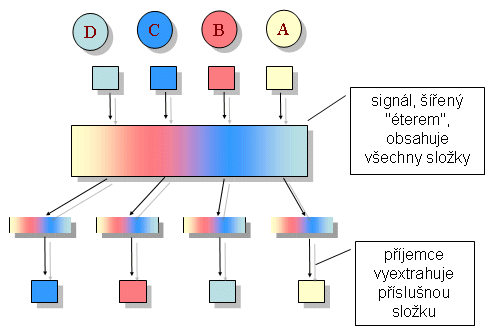 D C B A
signál, šířený
"éterem",
obsahuje
všechny složky
příjemce
vyextrahuje
příslušnou
složku